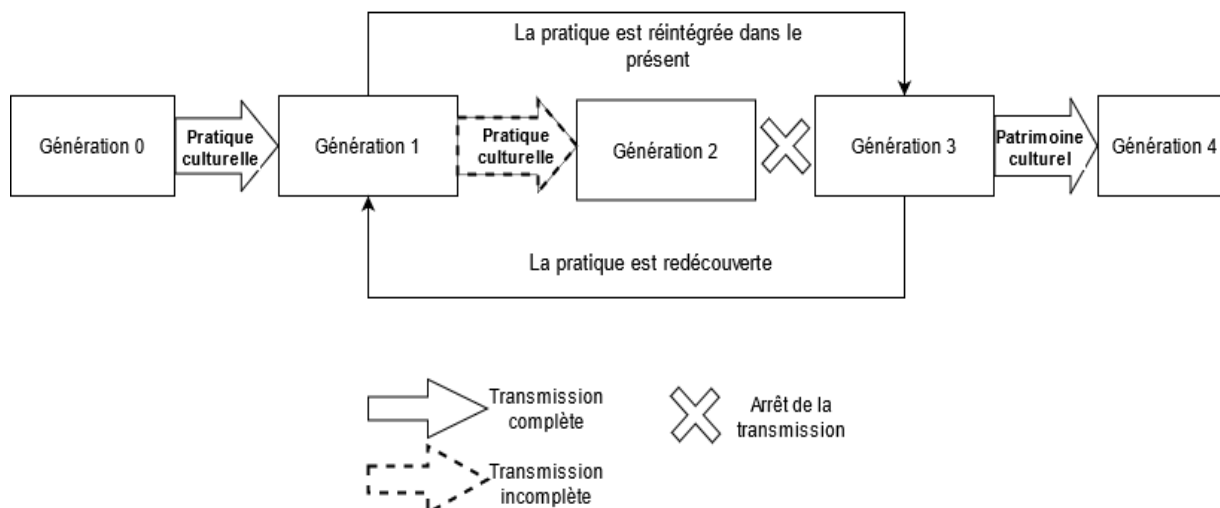 La pratique est réintégrée dans le
présent
Génération 0
Pratique
culturelle
Génération 1
Pratique
culturelle
Génération 2
Génération 3
Patrimoine
culturel
Génération 4
La pratique est redécouverte
Transmission
complète
Arrêt de la
transmission
Transmission
incomplète